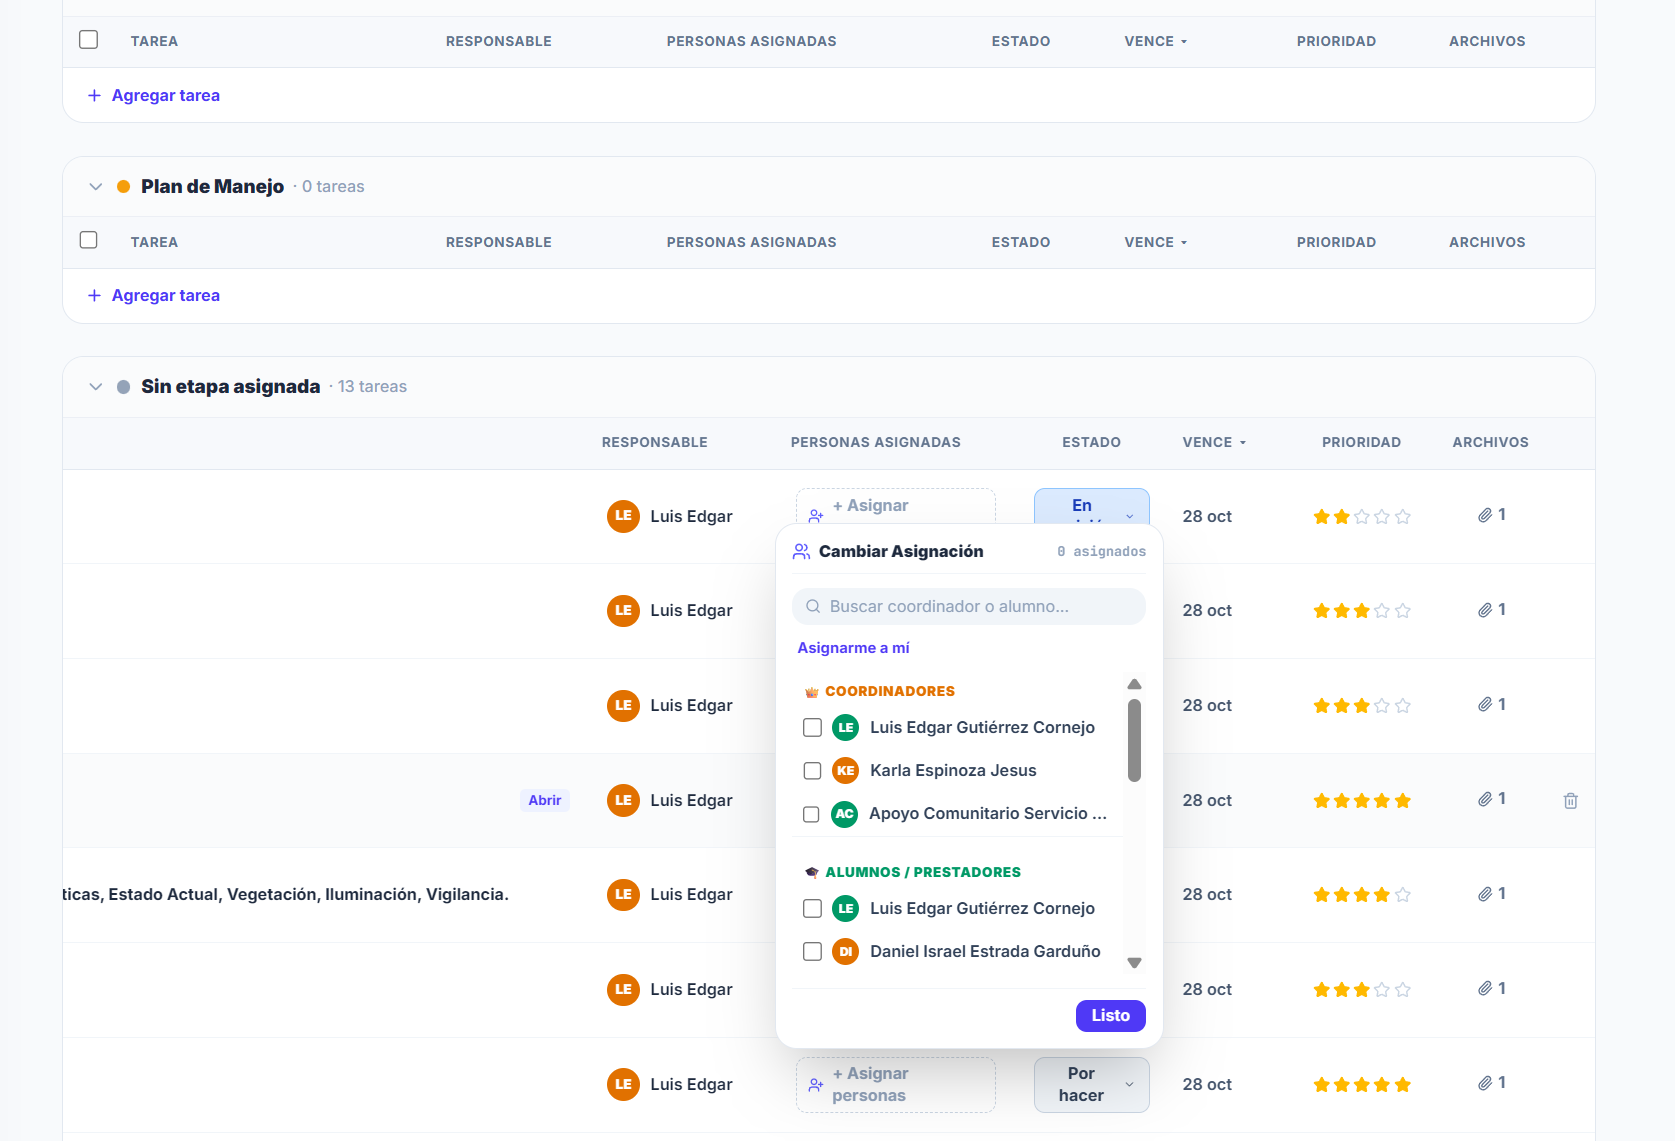 TAREA RESPONSABLE PERSONAS ASIGNADAS ESTADO VENCE PRIORIDAD ARCHIVOS
+ Agregar tarea
Plan de Manejo · 0 tareas
TAREA RESPONSABLE PERSONAS ASIGNADAS ESTADO VENCE PRIORIDAD ARCHIVOS
+ Agregar tarea
Sin etapa asignada · 13 tareas
RESPONSABLE PERSONAS ASIGNADAS ESTADO VENCE PRIORIDAD ARCHIVOS
LE Luis Edgar + Asignar En 28 oct 1
Cambiar Asignación 0 asignados
Buscar coordinador o alumno...
Asignarme a mí
COORDINADORES
LE Luis Edgar Gutiérrez Cornejo
KE Karla Espinoza Jesus
AC Apoyo Comunitario Servicio ...
ALUMNOS / PRESTADORES
LE Luis Edgar Gutiérrez Cornejo
DI Daniel Israel Estrada Garduño
Listo
LE Luis Edgar 28 oct 1
LE Luis Edgar 28 oct 1
Abrir LE Luis Edgar 28 oct 1
ticas, Estado Actual, Vegetación, Iluminación, Vigilancia. LE Luis Edgar 28 oct 1
LE Luis Edgar 28 oct 1
LE Luis Edgar + Asignar personas Por hacer 28 oct 1